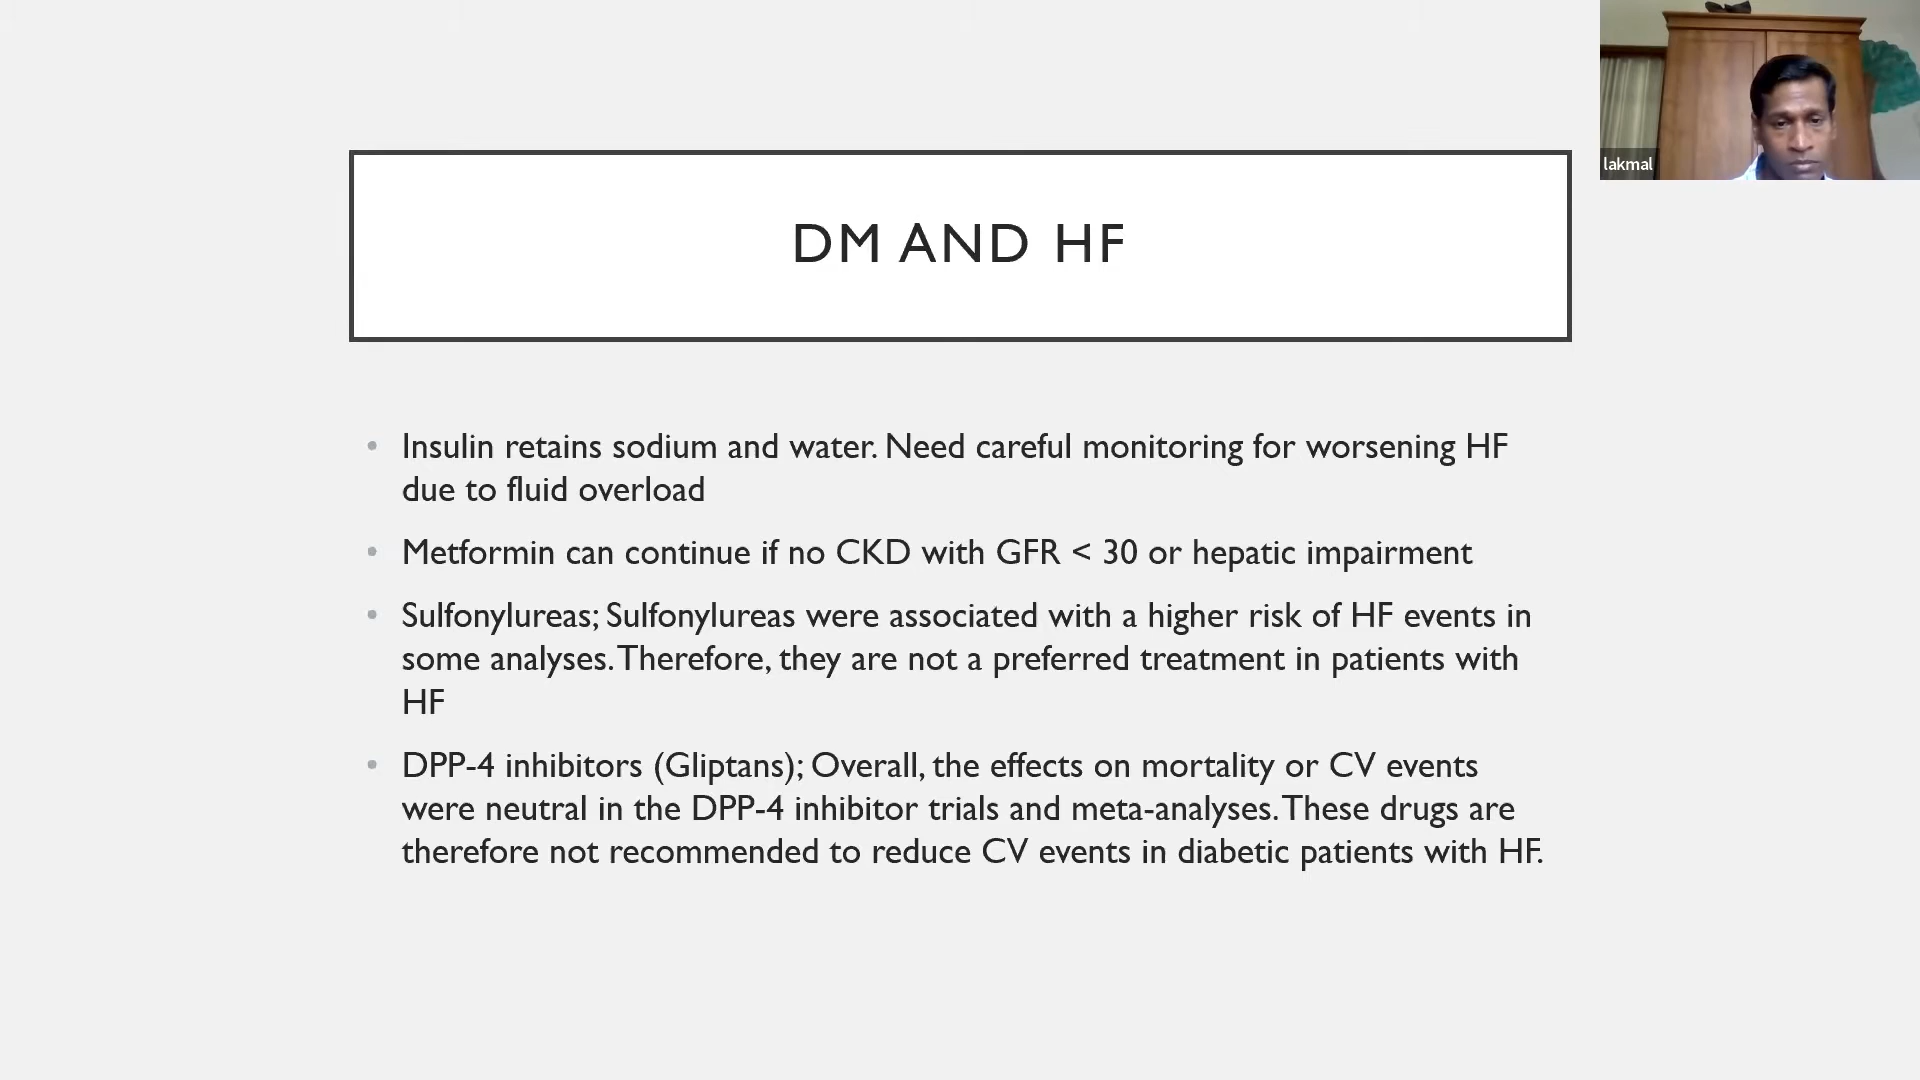 DM AND HF
lakmal
Insulin retains sodium and water. Need careful monitoring for worsening HF
due to fluid overload
Metformin can continue if no CKD with GFR < 30 or hepatic impairment
Sulfonylureas; Sulfonylureas were associated with a higher risk of HF events in
some analyses. Therefore, they are not a preferred treatment in patients with
HF
DPP-4 inhibitors (Gliptans); Overall, the effects on mortality or CV events
were neutral in the DPP-4 inhibitor trials and meta-analyses. These drugs are
therefore not recommended to reduce CV events in diabetic patients with HF.